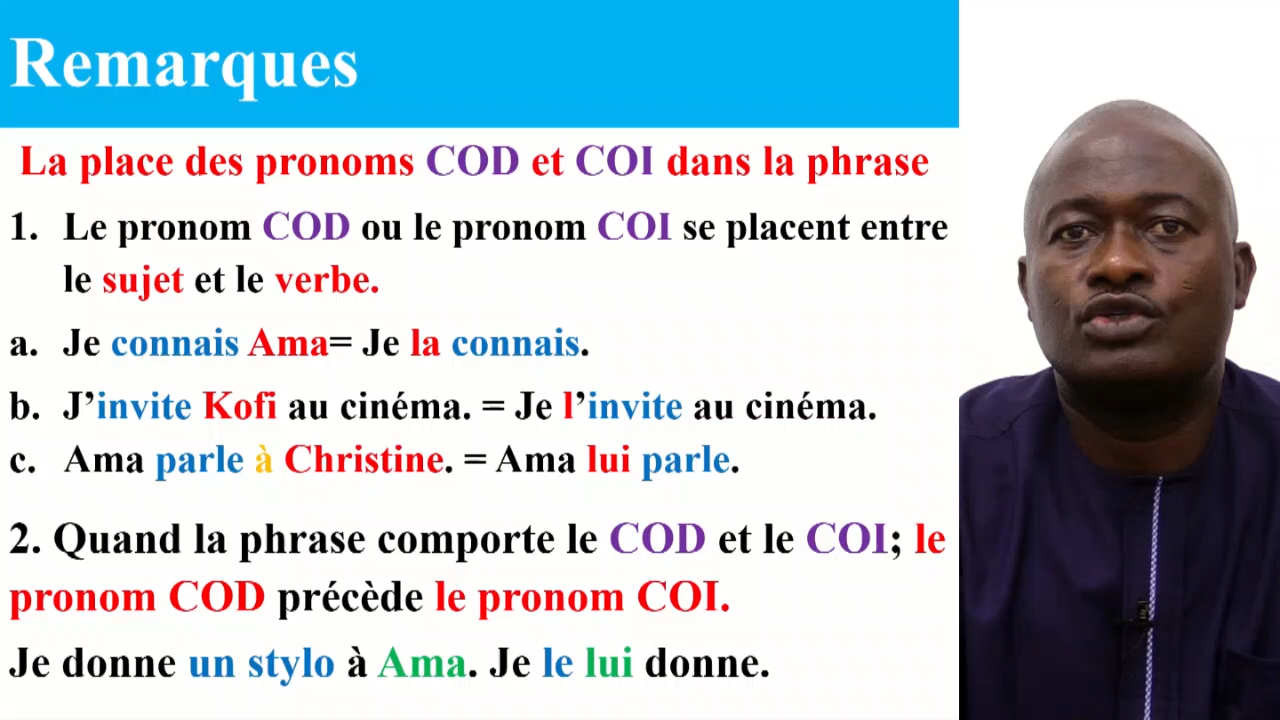 Remarques
La place des pronoms COD et COI dans la phrase
1. Le pronom COD ou le pronom COI se placent entre
le sujet et le verbe.
a. Je connais Ama= Je la connais.
b. J’invite Kofi au cinéma. = Je l’invite au cinéma.
c. Ama parle à Christine. = Ama lui parle.
2. Quand la phrase comporte le COD et le COI; le
pronom COD précède le pronom COI.
Je donne un stylo à Ama. Je le lui donne.